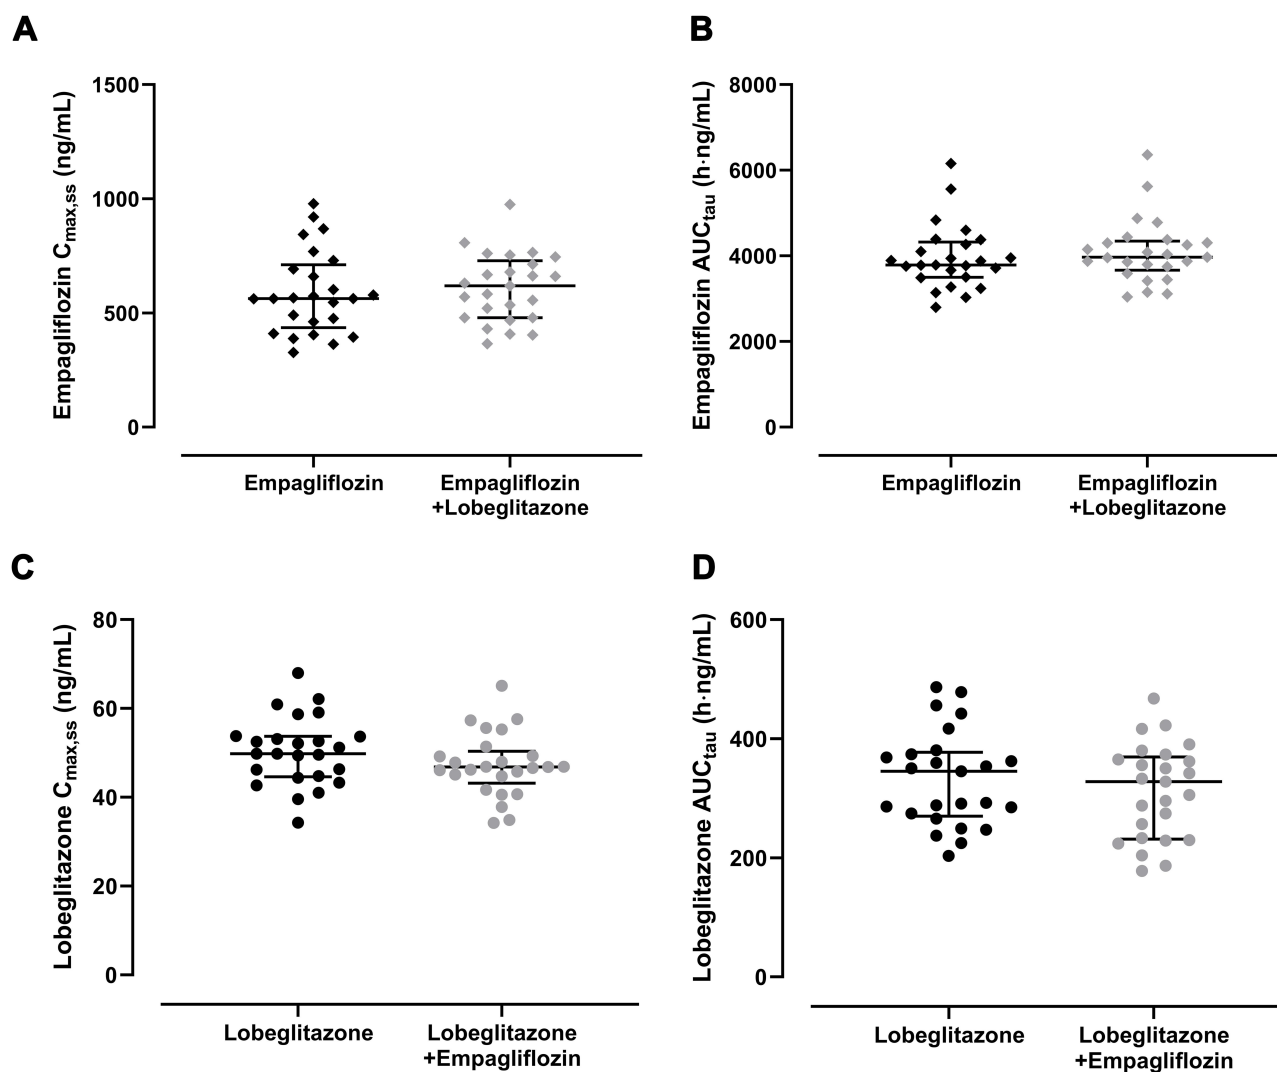 A
Empagliflozin Cmax,ss (ng/mL)
1500
1000
500
0
Empagliflozin
Empagliflozin
+Lobeglitazone
B
Empagliflozin AUCtau (h·ng/mL)
8000
6000
4000
2000
0
Empagliflozin
Empagliflozin
+Lobeglitazone
C
Lobeglitazone Cmax,ss (ng/mL)
80
60
40
20
0
Lobeglitazone
Lobeglitazone
+Empagliflozin
D
Lobeglitazone AUCtau (h·ng/mL)
600
400
200
0
Lobeglitazone
Lobeglitazone
+Empagliflozin